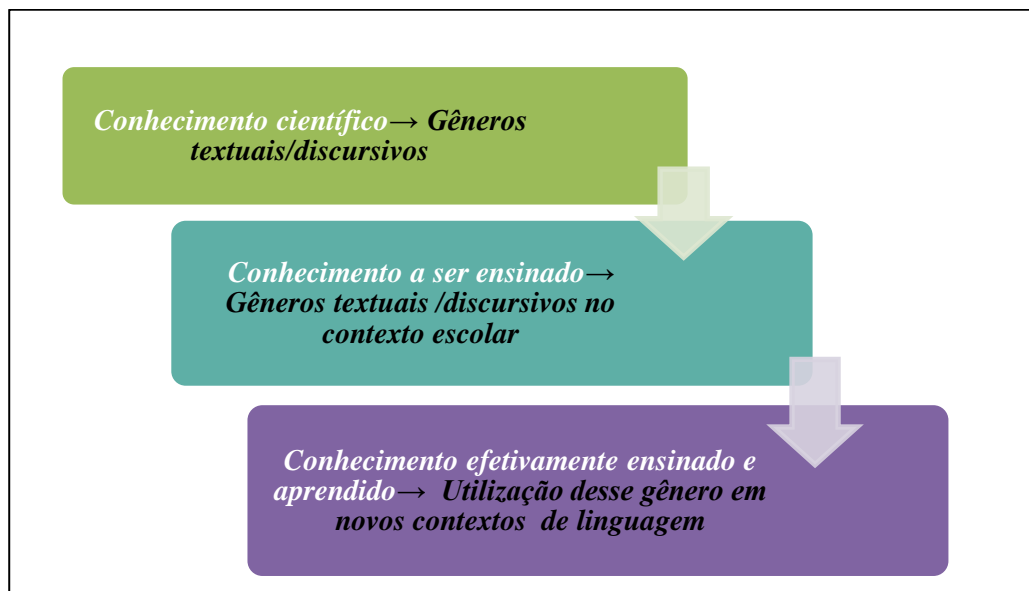 Conhecimento científico→ Gêneros
textuais/discursivos
Conhecimento a ser ensinado→
Gêneros textuais /discursivos no
contexto escolar
Conhecimento efetivamente ensinado e
aprendido→ Utilização desse gênero em
novos contextos de linguagem